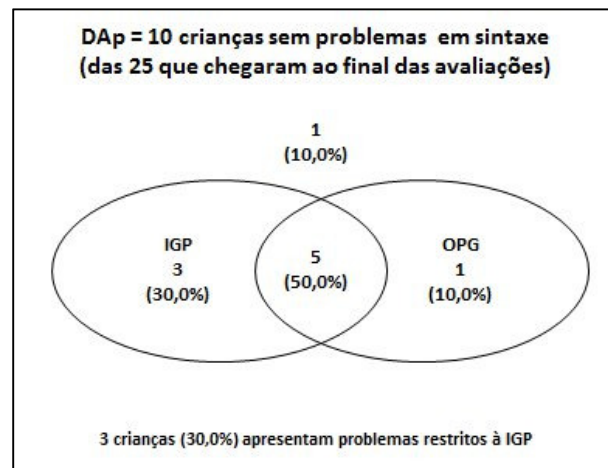 DAp = 10 crianças sem problemas em sintaxe
(das 25 que chegaram ao final das avaliações)
1
(10,0%)
IGP
3
(30,0%)
5
(50,0%)
OPG
1
(10,0%)
3 crianças (30,0%) apresentam problemas restritos à IGP